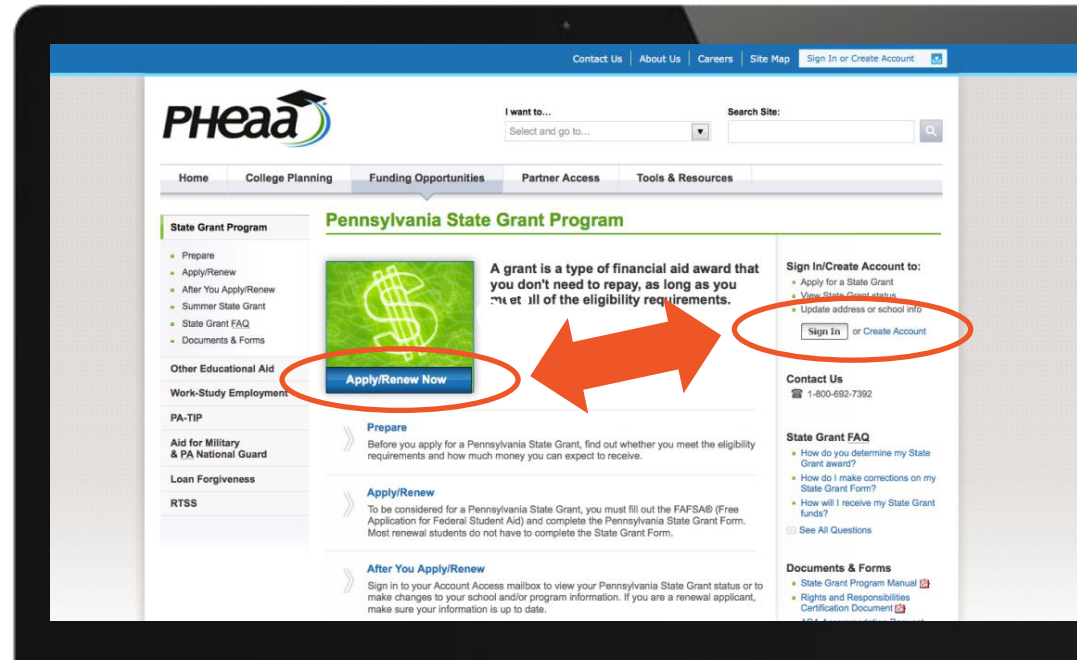 Contact Us | About Us | Careers | Site Map Sign In or Create Account
PHEAA
I want to...
Search Site:
Select and go to...
Home College Planning Funding Opportunities Partner Access Tools & Resources
State Grant Program
Prepare
Apply/Renew
After You Apply/Renew
Summer State Grant
State Grant FAQ
Documents & Forms
Other Educational Aid
Work-Study Employment
PA-TIP
Aid for Military
& PA National Guard
Loan Forgiveness
RTSS
Pennsylvania State Grant Program
A grant is a type of financial aid award that
you don't need to repay, as long as you
all of the eligibility requirements.
Apply/Renew Now
Prepare
Before you apply for a Pennsylvania State Grant, find out whether you meet the eligibility
requirements and how much money you can expect to receive.
Apply/Renew
To be considered for a Pennsylvania State Grant, you must fill out the FAFSA® (Free
Application for Federal Student Aid) and complete the Pennsylvania State Grant Form.
Most renewal students do not have to complete the State Grant Form.
After You Apply/Renew
Sign in to your Account Access mailbox to view your Pennsylvania State Grant status or to
make changes to your school and/or program information. If you are a renewal applicant,
make sure your information is up to date.
Sign In/Create Account to:
Apply for a State Grant
View State Grant status
Update address or school info
Sign In or Create Account
Contact Us
1-800-692-7392
State Grant FAQ
How do you determine my State
Grant award?
How do I make corrections on my
State Grant Form?
How will I receive my State Grant
funds?
See All Questions
Documents & Forms
State Grant Program Manual
Rights and Responsibilities
Certification Document